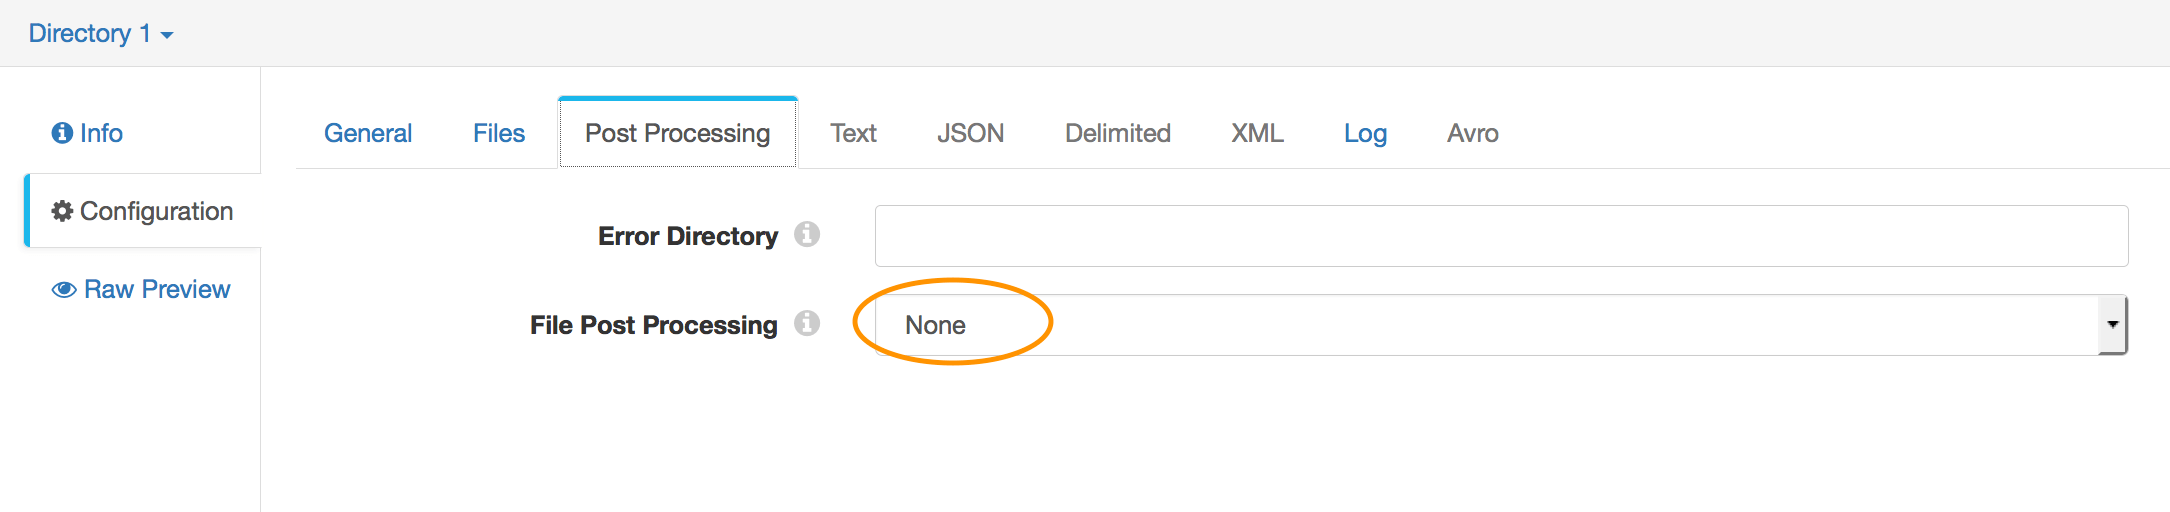 Directory 1
Info
Configuration
Raw Preview
General Files Post Processing Text JSON Delimited XML Log Avro
Error Directory
File Post Processing None